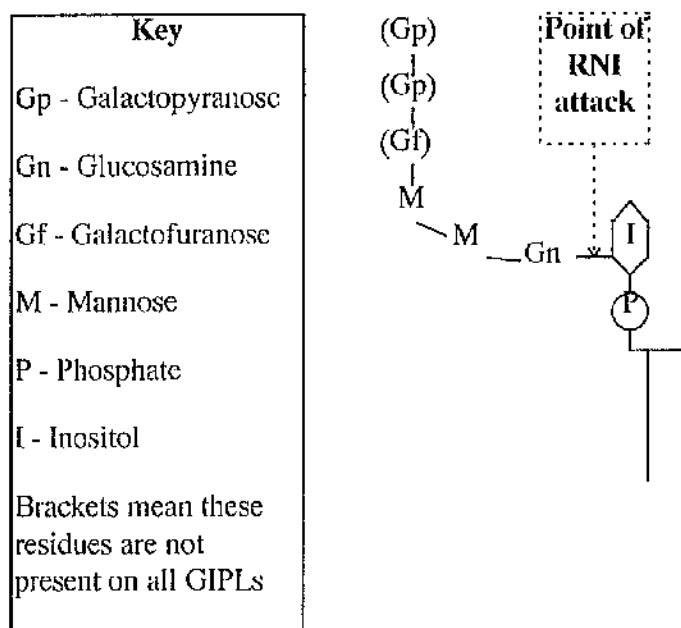 Key
Gp - Galactopyranose
Gn - Glucosamine
Gf - Galactofuranose
M - Mannose
P - Phosphate
I - Inositol
Brackets mean these
residues are not
present on all GIPLs
(Gp)
(Gp)
(Gf)
M
M
Gn
I
P
Point of
RNI
attack